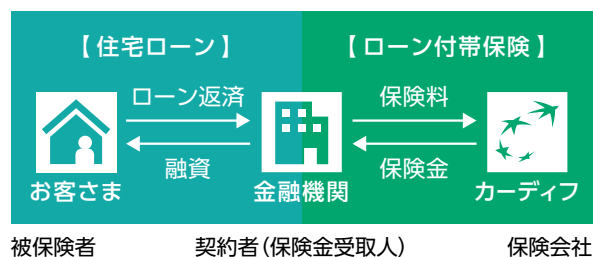 【住宅ローン】 【ローン付帯保険】
ローン返済 保険料
融資 保険金
お客さま 金融機関 カーディフ
被保険者 契約者(保険金受取人) 保険会社